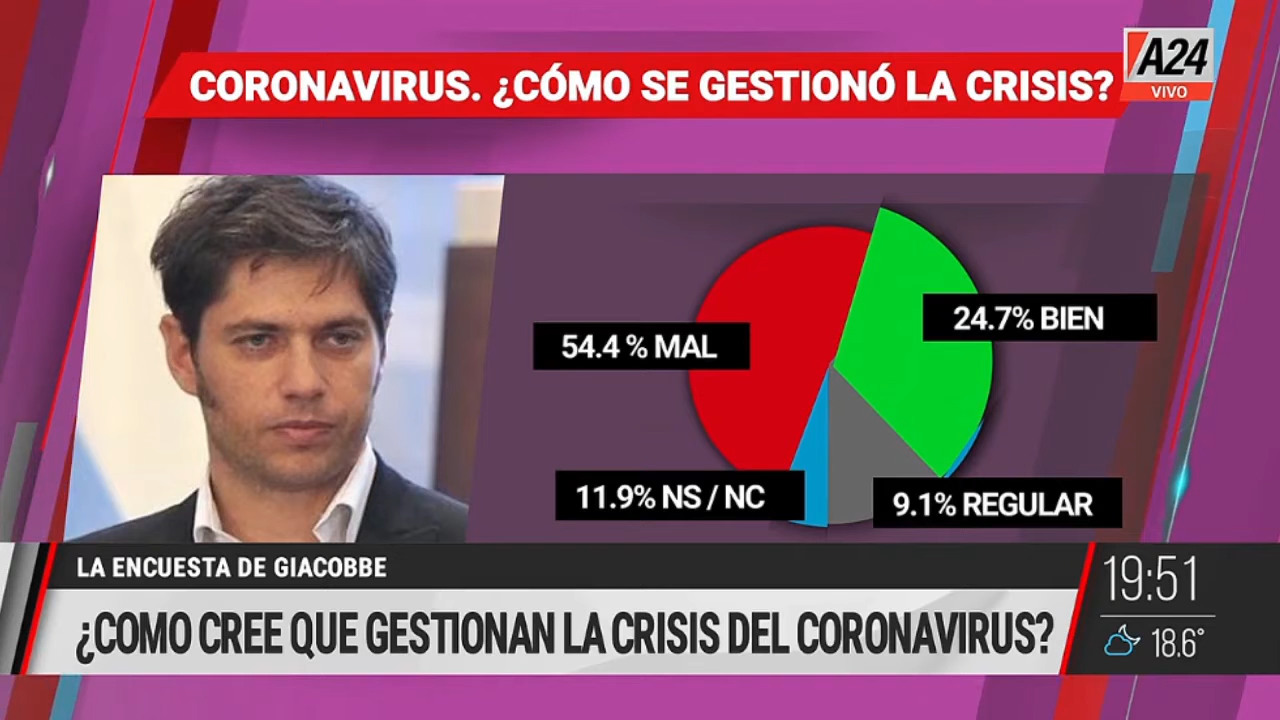 CORONAVIRUS. ¿CÓMO SE GESTIONÓ LA CRISIS?
A24
VIVO
54.4 % MAL
24.7% BIEN
11.9% NS / NC
9.1% REGULAR
LA ENCUESTA DE GIACOBBE
¿COMO CREE QUE GESTIONAN LA CRISIS DEL CORONAVIRUS?
19:51
18.6°